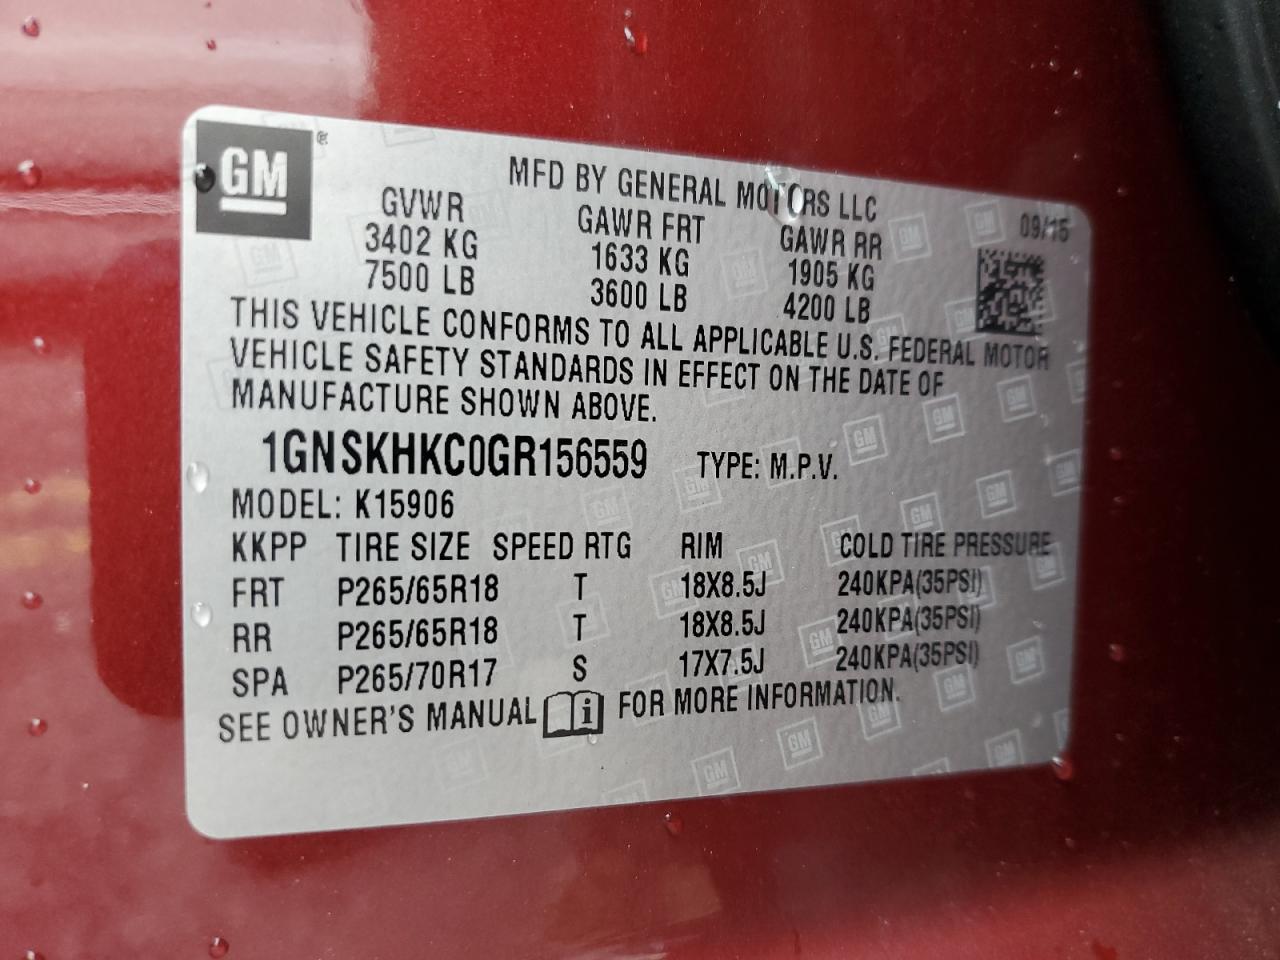 GM ®
MFD BY GENERAL MOTORS LLC
09/15
GVWR GAWR FRT GAWR RR
3402 KG 1633 KG 1905 KG
7500 LB 3600 LB 4200 LB
THIS VEHICLE CONFORMS TO ALL APPLICABLE U.S. FEDERAL MOTOR
VEHICLE SAFETY STANDARDS IN EFFECT ON THE DATE OF
MANUFACTURE SHOWN ABOVE.
1GNSKHKC0GR156559 TYPE: M.P.V.
MODEL: K15906
KKPP TIRE SIZE SPEED RTG RIM COLD TIRE PRESSURE
FRT P265/65R18 T 18X8.5J 240KPA(35PSI)
RR P265/65R18 T 18X8.5J 240KPA(35PSI)
SPA P265/70R17 S 17X7.5J 240KPA(35PSI)
SEE OWNER'S MANUAL i FOR MORE INFORMATION.